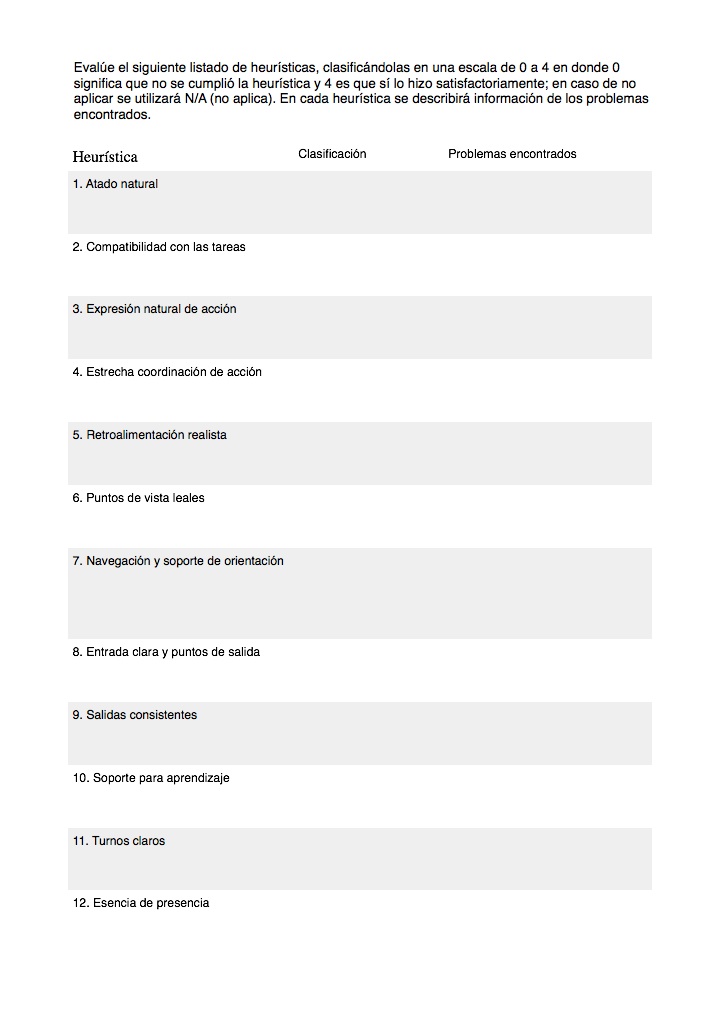 Evalúe el siguiente listado de heurísticas, clasificándolas en una escala de 0 a 4 en donde 0
significa que no se cumplió la heurística y 4 es que sí lo hizo satisfactoriamente; en caso de no
aplicar se utilizará N/A (no aplica). En cada heurística se describirá información de los problemas
encontrados.
Heurística Clasificación Problemas encontrados
1. Atado natural
2. Compatibilidad con las tareas
3. Expresión natural de acción
4. Estrecha coordinación de acción
5. Retroalimentación realista
6. Puntos de vista leales
7. Navegación y soporte de orientación
8. Entrada clara y puntos de salida
9. Salidas consistentes
10. Soporte para aprendizaje
11. Turnos claros
12. Esencia de presencia